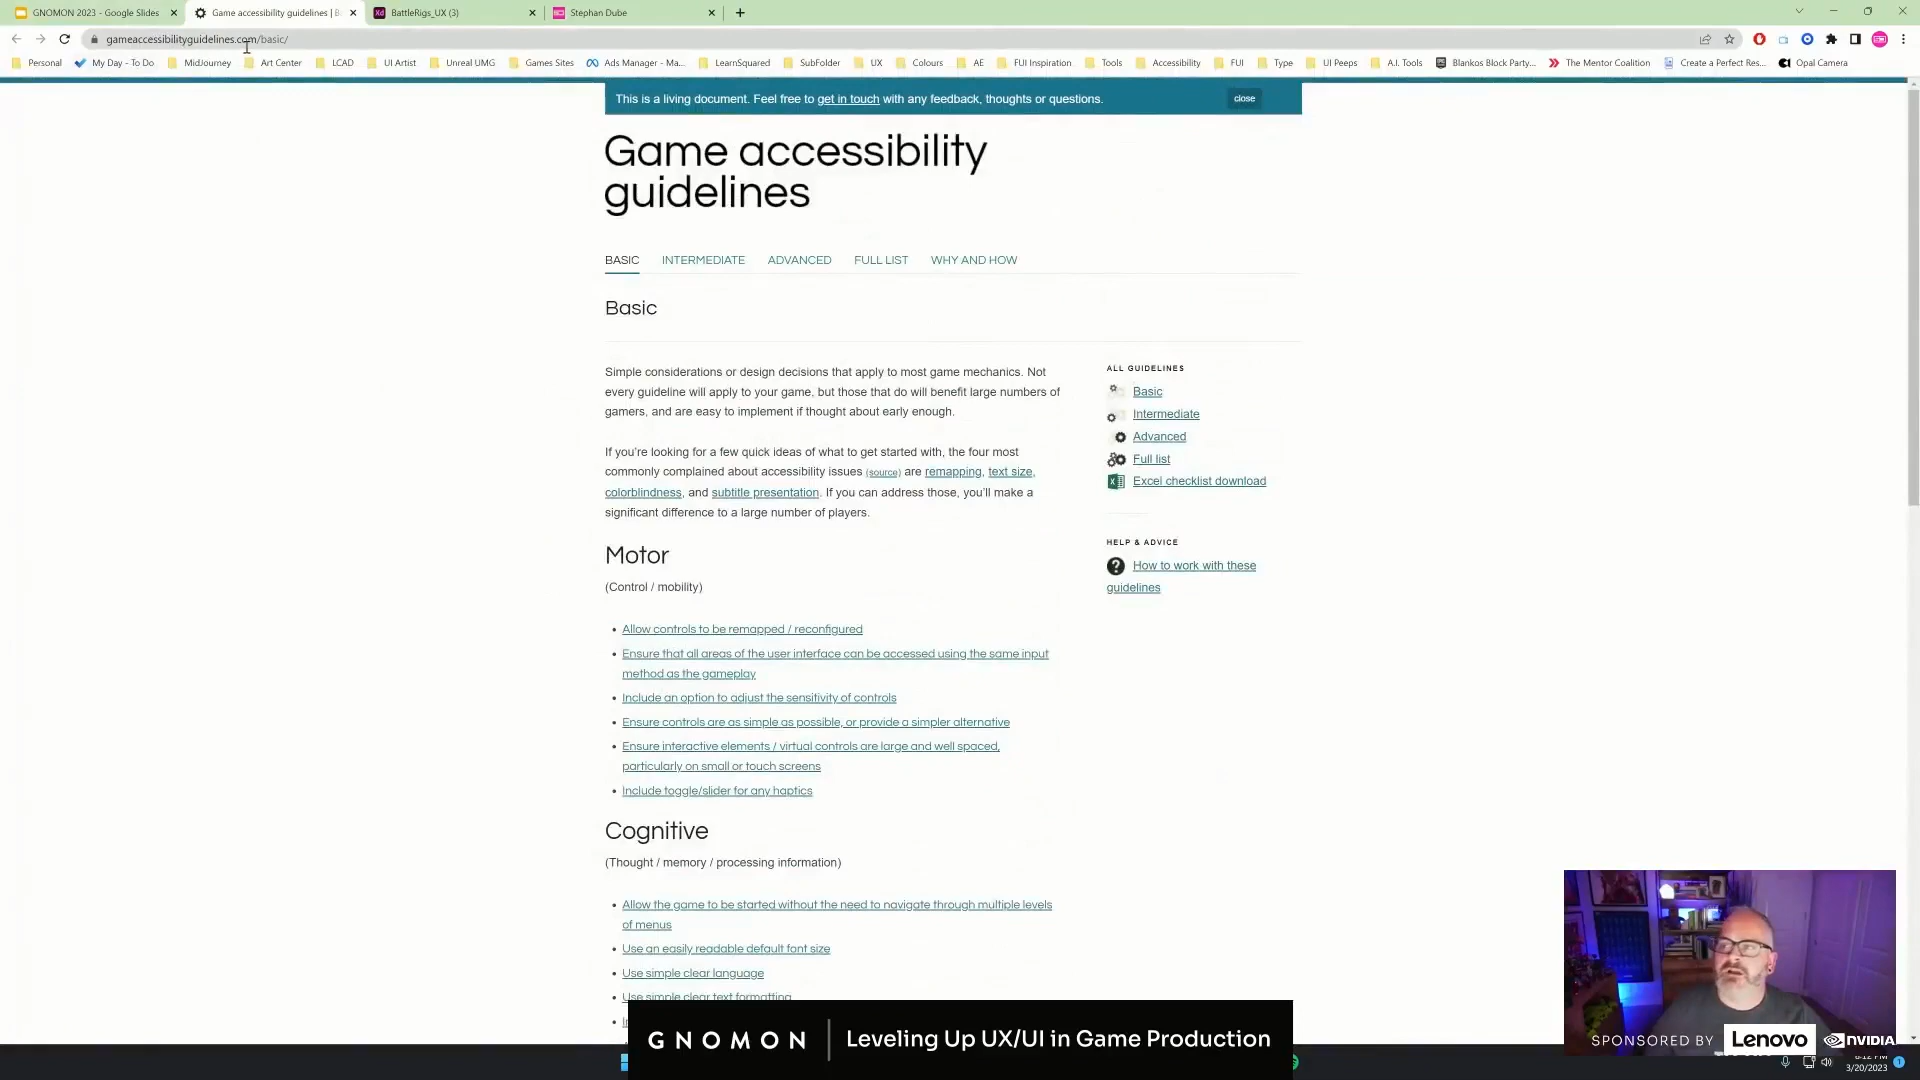 GNOMON 2023 - Google Slides
Game accessibility guidelines | B
BattleRigs_UX (3)
Stephan Dube
gameaccessibilityguidelines.com/basic/
Personal
My Day - To Do
MidJourney
Art Center
LCAD
UI Artist
Unreal UMG
Games Sites
Ads Manager - Ma...
LearnSquared
SubFolder
UX
Colours
AE
FUI Inspiration
Tools
Accessibility
FUI
Type
UI Peeps
A.I. Tools
Blankos Block Party...
The Mentor Coalition
Create a Perfect Res...
Opal Camera
This is a living document. Feel free to get in touch with any feedback, thoughts or questions.
close
Game accessibility
guidelines
BASIC
INTERMEDIATE
ADVANCED
FULL LIST
WHY AND HOW
Basic
Simple considerations or design decisions that apply to most game mechanics. Not
every guideline will apply to your game, but those that do will benefit large numbers of
gamers, and are easy to implement if thought about early enough.
If you're looking for a few quick ideas of what to get started with, the four most
commonly complained about accessibility issues (source) are remapping, text size,
colorblindness, and subtitle presentation. If you can address those, you'll make a
significant difference to a large number of players.
Motor
(Control / mobility)
• Allow controls to be remapped / reconfigured
• Ensure that all areas of the user interface can be accessed using the same input
method as the gameplay
• Include an option to adjust the sensitivity of controls
• Ensure controls are as simple as possible, or provide a simpler alternative
• Ensure interactive elements / virtual controls are large and well spaced,
particularly on small or touch screens
• Include toggle/slider for any haptics
Cognitive
(Thought / memory / processing information)
• Allow the game to be started without the need to navigate through multiple levels
of menus
• Use an easily readable default font size
• Use simple clear language
• Use simple clear text formatting
ALL GUIDELINES
Basic
Intermediate
Advanced
Full list
Excel checklist download
HELP & ADVICE
How to work with these
guidelines
GNOMON
Leveling Up UX/UI in Game Production
SPONSORED BY Lenovo NVIDIA
3/20/2023